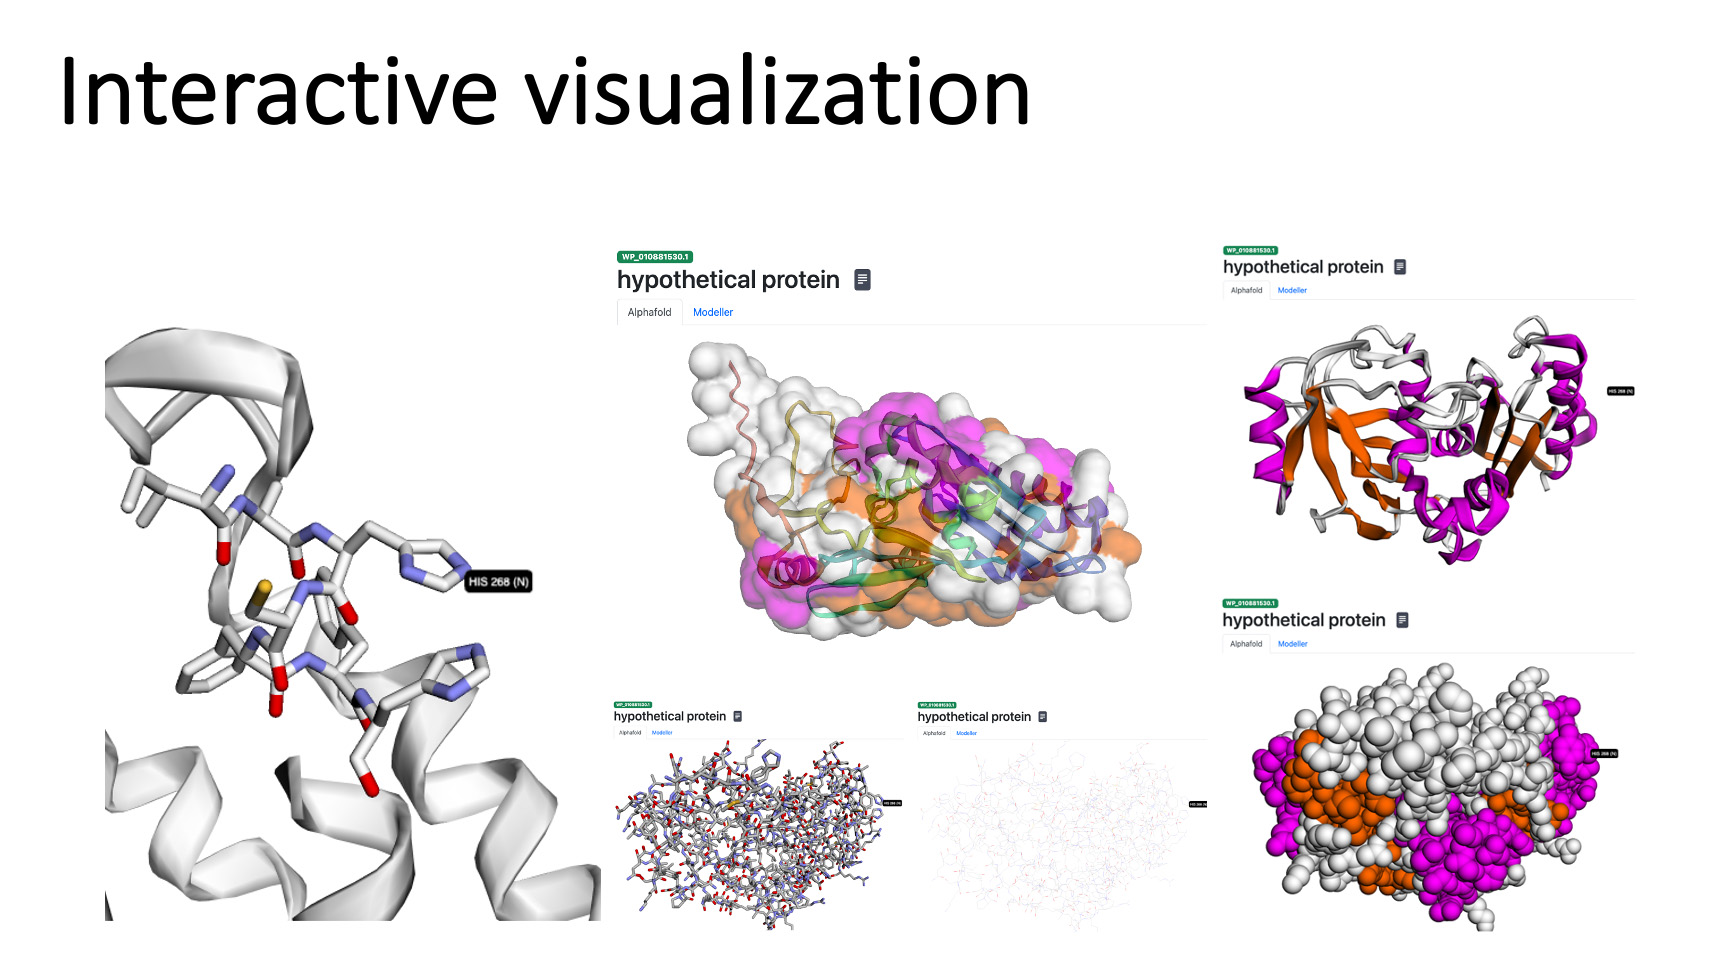 Interactive visualization
HIS 268 (N)
WP_010881530.1
hypothetical protein
Alphafold Modeller
WP_010881530.1
hypothetical protein
Alphafold Modeller
HIS 268 (N)
WP_010881530.1
hypothetical protein
Alphafold Modeller
HIS 268 (N)
WP_010881530.1
hypothetical protein
Alphafold Modeller
HIS 268 (N)
WP_010881530.1
hypothetical protein
Alphafold Modeller
HIS 268 (N)